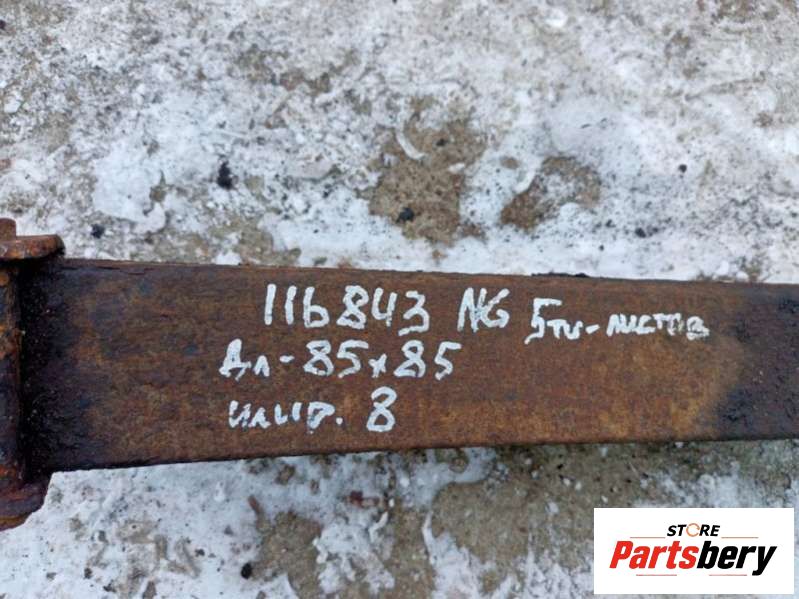 116843 NG 5ти-листов
Дл-85х85
шир. 8
STORE
Partsbery